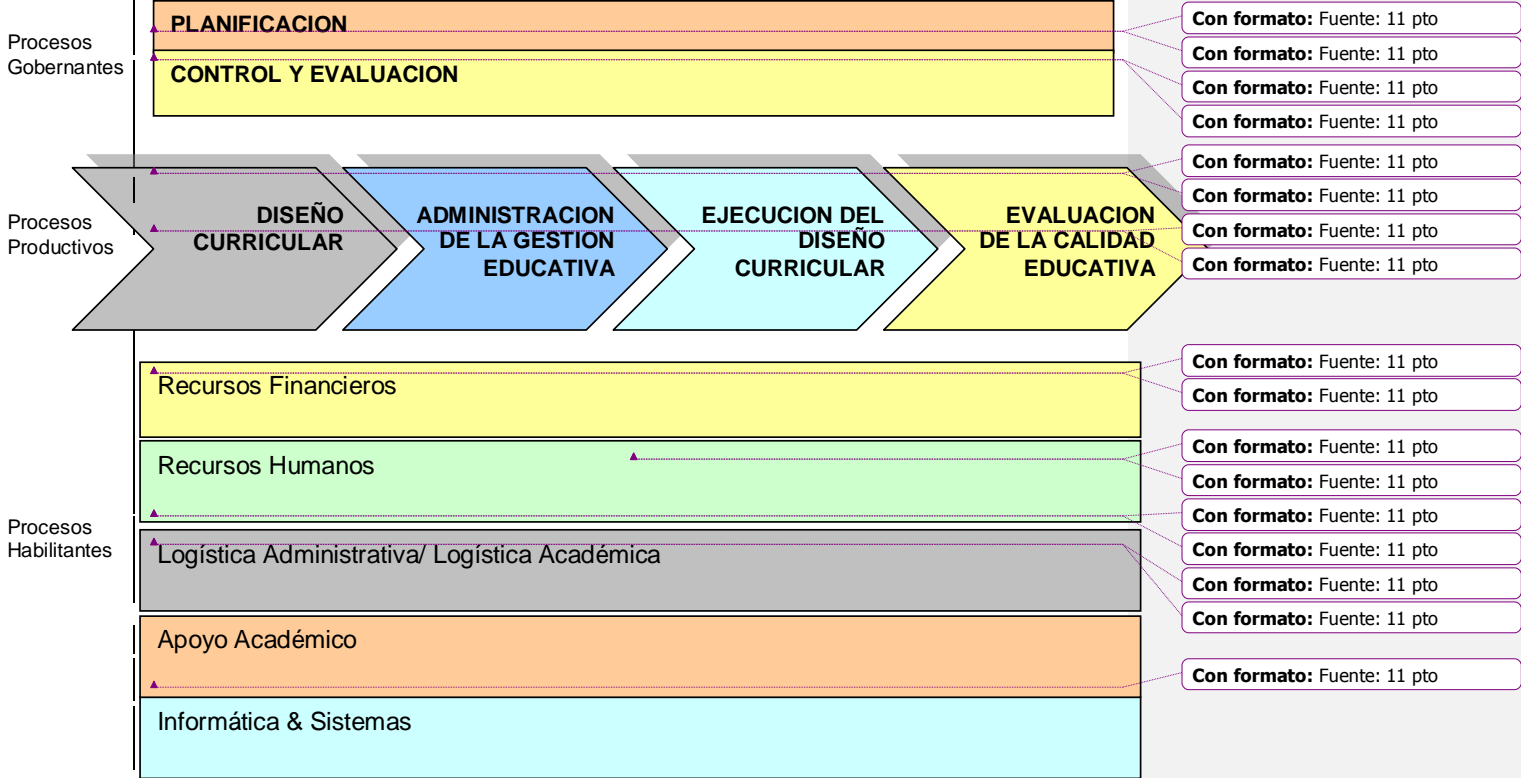 Procesos
Gobernantes
PLANIFICACION
CONTROL Y EVALUACION
Con formato: Fuente: 11 pto
Con formato: Fuente: 11 pto
Con formato: Fuente: 11 pto
Con formato: Fuente: 11 pto
Procesos
Productivos
DISEÑO
CURRICULAR
ADMINISTRACION
DE LA GESTION
EDUCATIVA
EJECUCION DEL
DISEÑO
CURRICULAR
EVALUACION
DE LA CALIDAD
EDUCATIVA
Con formato: Fuente: 11 pto
Con formato: Fuente: 11 pto
Con formato: Fuente: 11 pto
Con formato: Fuente: 11 pto
Procesos
Habilitantes
Recursos Financieros
Recursos Humanos
Logística Administrativa/ Logística Académica
Apoyo Académico
Informática & Sistemas
Con formato: Fuente: 11 pto
Con formato: Fuente: 11 pto
Con formato: Fuente: 11 pto
Con formato: Fuente: 11 pto
Con formato: Fuente: 11 pto
Con formato: Fuente: 11 pto
Con formato: Fuente: 11 pto
Con formato: Fuente: 11 pto
Con formato: Fuente: 11 pto